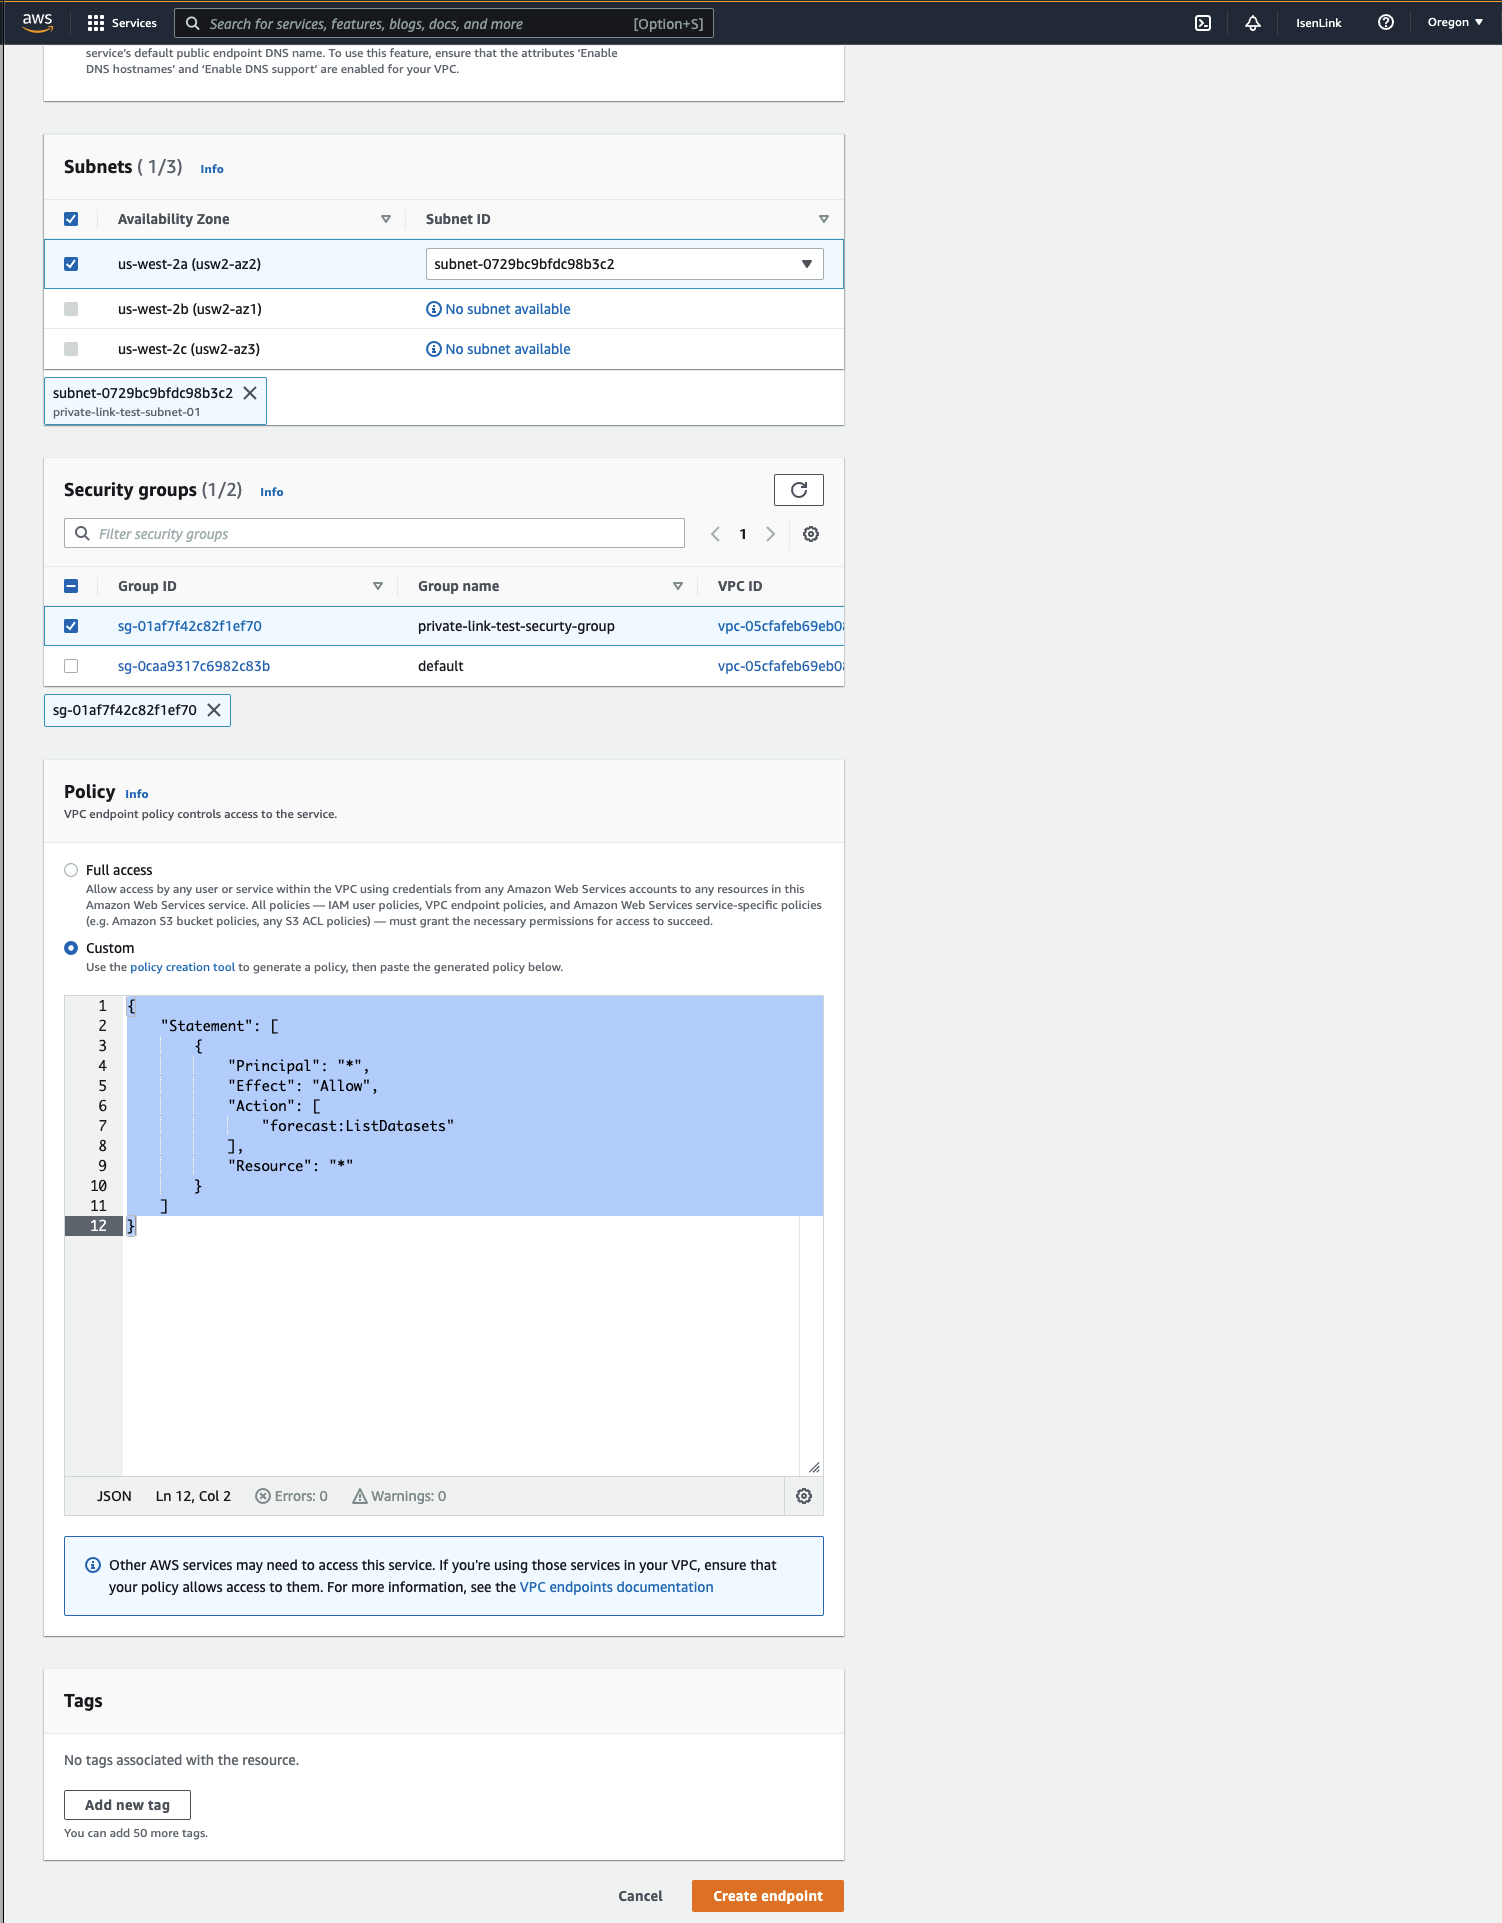 aws
Services
Search for services, features, blogs, docs, and more
[Option+S]
IsenLink
Oregon
service's default public endpoint DNS name. To use this feature, ensure that the attributes 'Enable
DNS hostnames' and 'Enable DNS support' are enabled for your VPC.
Subnets ( 1/3) Info
Availability Zone Subnet ID
us-west-2a (usw2-az2) subnet-0729bc9bfdc98b3c2
us-west-2b (usw2-az1) No subnet available
us-west-2c (usw2-az3) No subnet available
subnet-0729bc9bfdc98b3c2
private-link-test-subnet-01
Security groups (1/2) Info
Filter security groups
1
Group ID Group name VPC ID
sg-01af7f42c82f1ef70 private-link-test-securty-group vpc-05cfafeb69eb0
sg-0caa9317c6982c83b default vpc-05cfafeb69eb0
sg-01af7f42c82f1ef70
Policy Info
VPC endpoint policy controls access to the service.
Full access
Allow access by any user or service within the VPC using credentials from any Amazon Web Services accounts to any resources in this
Amazon Web Services service. All policies — IAM user policies, VPC endpoint policies, and Amazon Web Services service-specific policies
(e.g. Amazon S3 bucket policies, any S3 ACL policies) — must grant the necessary permissions for access to succeed.
Custom
Use the policy creation tool to generate a policy, then paste the generated policy below.
1 {
2 "Statement": [
3 {
4 "Principal": "*",
5 "Effect": "Allow",
6 "Action": [
7 "forecast:ListDatasets"
8 ],
9 "Resource": "*"
10 }
11 ]
12 }
JSON Ln 12, Col 2 Errors: 0 Warnings: 0
Other AWS services may need to access this service. If you're using those services in your VPC, ensure that
your policy allows access to them. For more information, see the VPC endpoints documentation
Tags
No tags associated with the resource.
Add new tag
You can add 50 more tags.
Cancel
Create endpoint